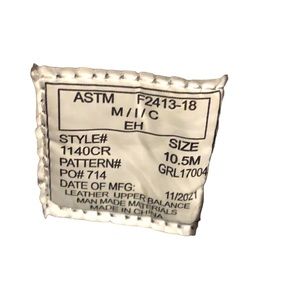 ASTM F2413-18
M / I / C
EH
STYLE# SIZE
1140CR 10.5M
PATTERN# GRL17004
PO# 714
DATE OF MFG: 11/2021
LEATHER UPPER BALANCE
MAN MADE MATERIALS
MADE IN CHINA